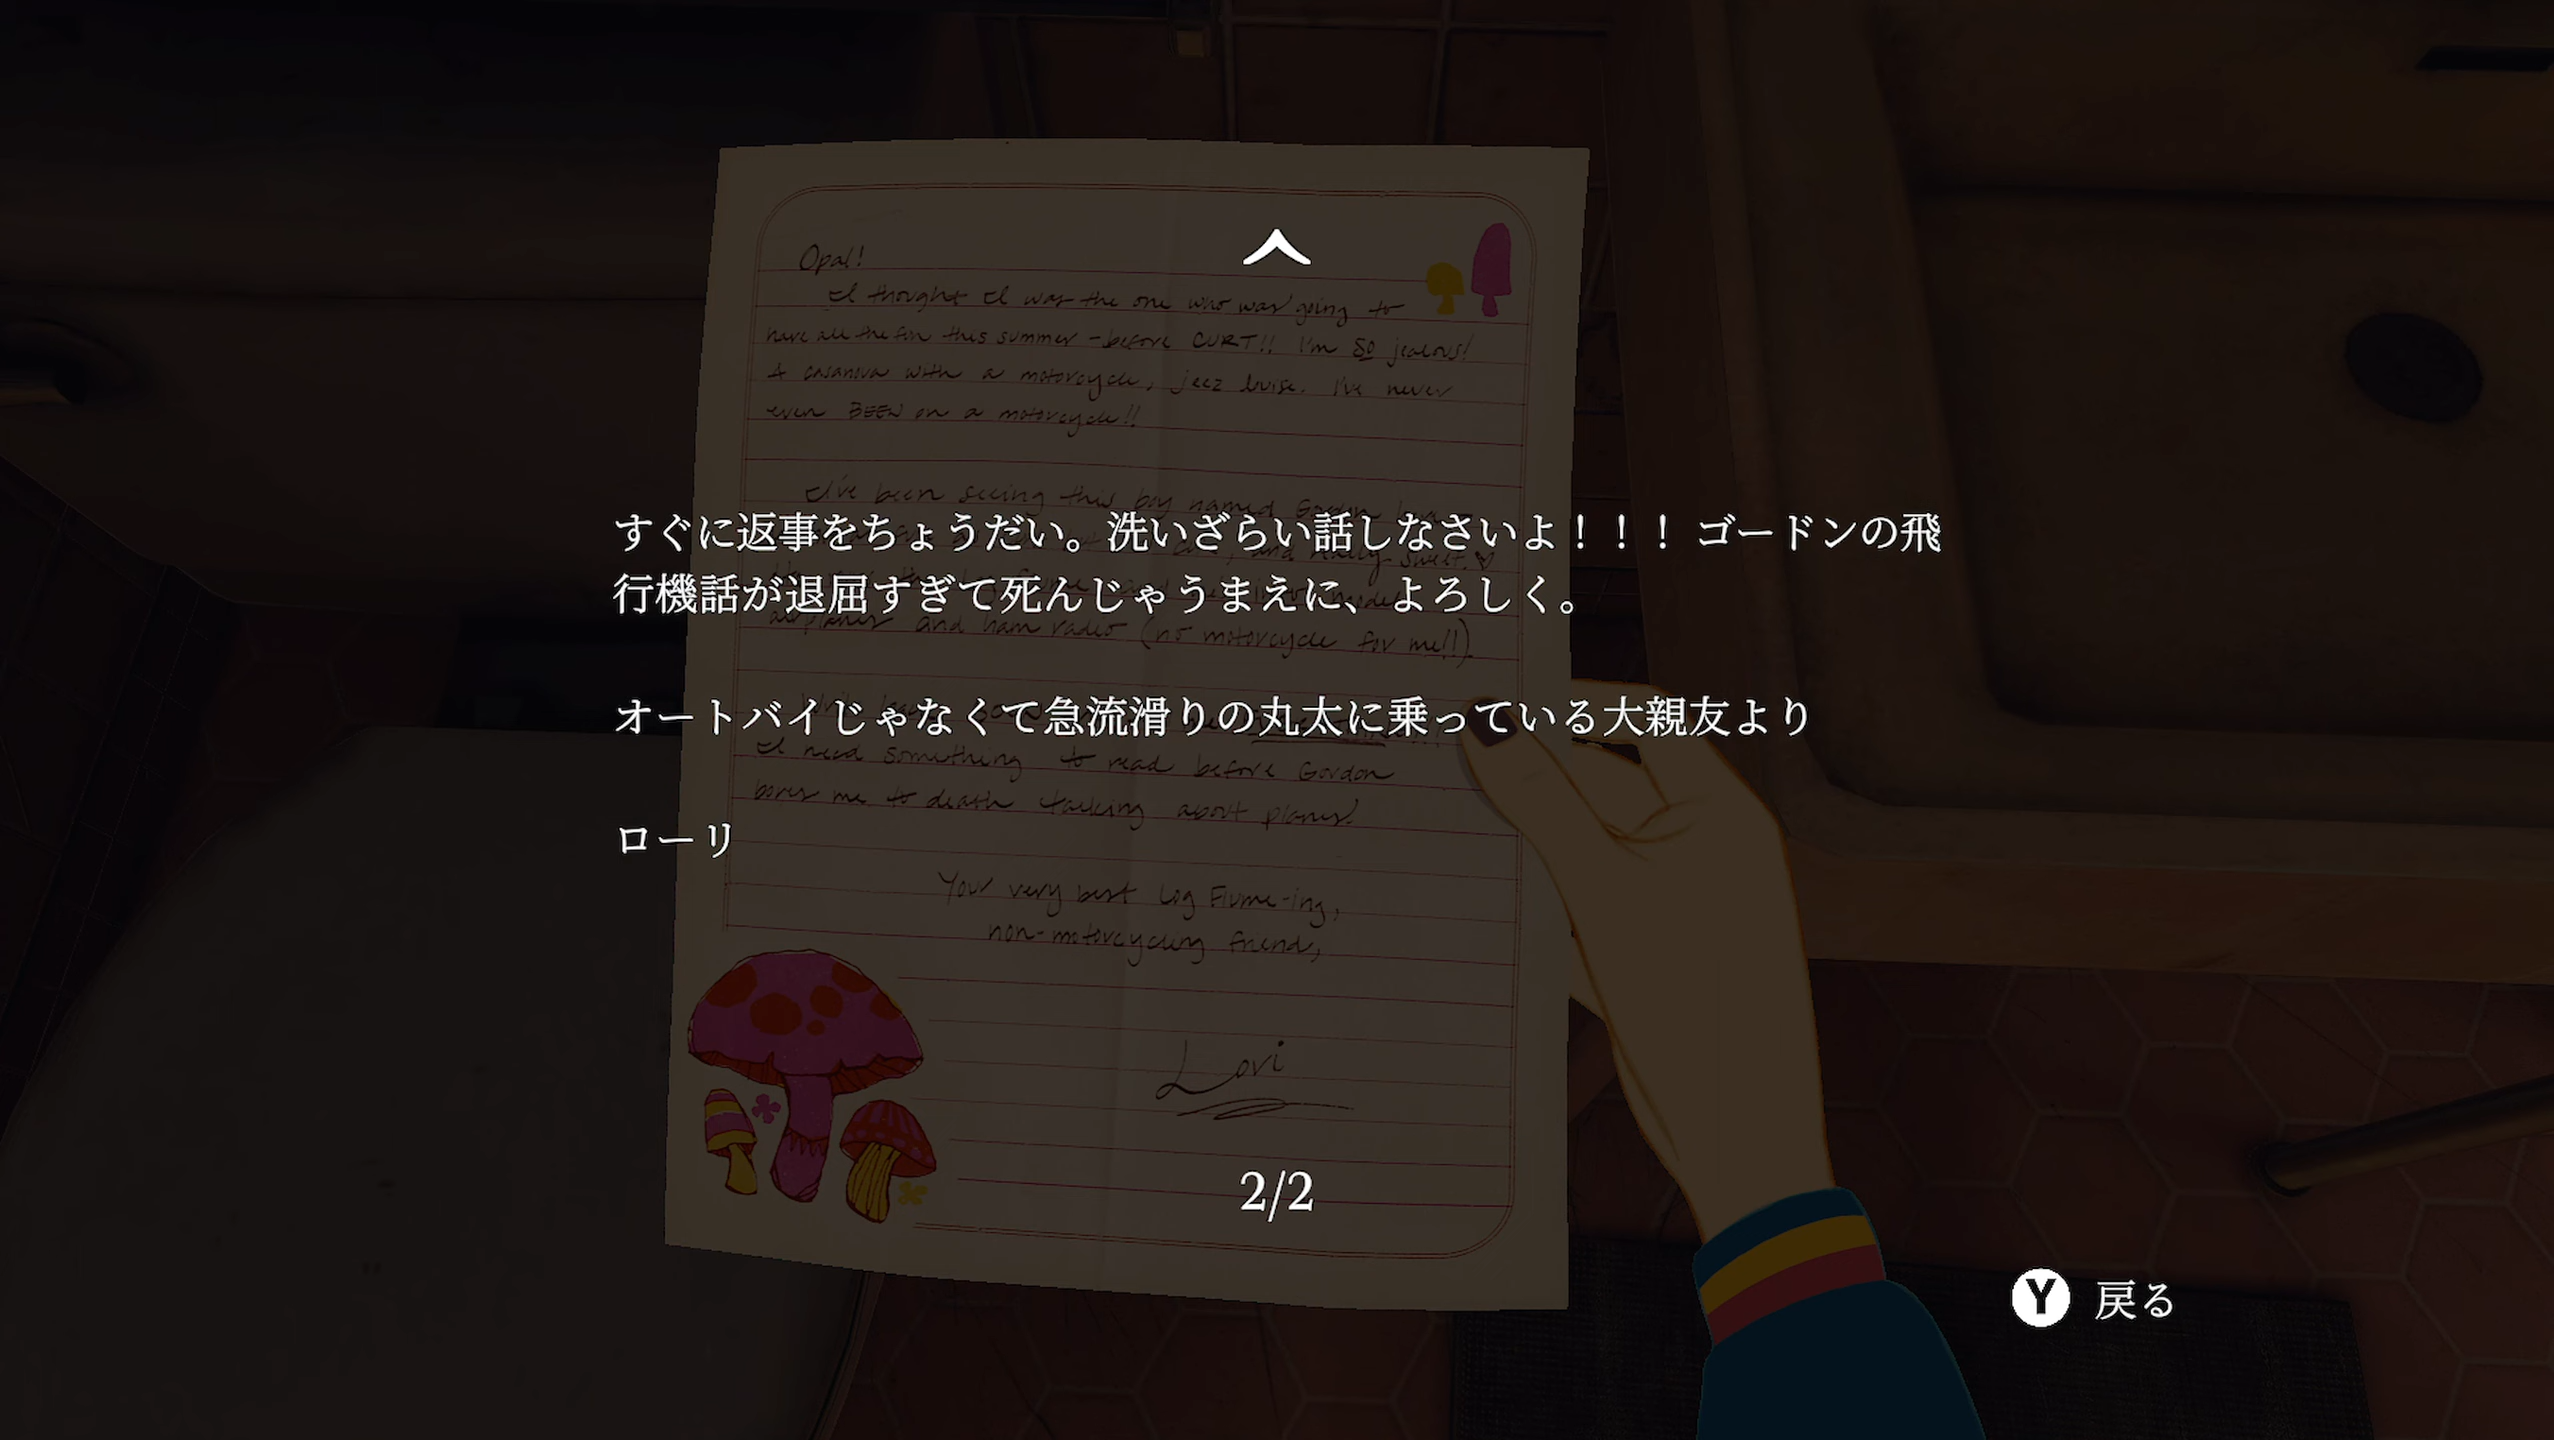 Opal!
I thought I was the one who was going to
have all the fun this summer - before CURT!! I'm SO jealous!
A casanova with a motorcycle, jeez louise. I've never
even BEEN on a motorcycle!!
I've been seeing this boy named Gordon
すぐに返事をちょうだい。洗いざらい話しなさいよ！！！ ゴードンの飛
and really sweet.
行機話が退屈すぎて死んじゃうまえに、よろしく。
airplanes and ham radio (no motorcycle for me!!)
オートバイじゃなくて急流滑りの丸太に乗っている大親友より
I need something to read before Gordon
bores me to death talking about planes!
ローリ
Your very best Log Flume-ing,
non-motorcycling friend,
Lori
2/2
Y 戻る